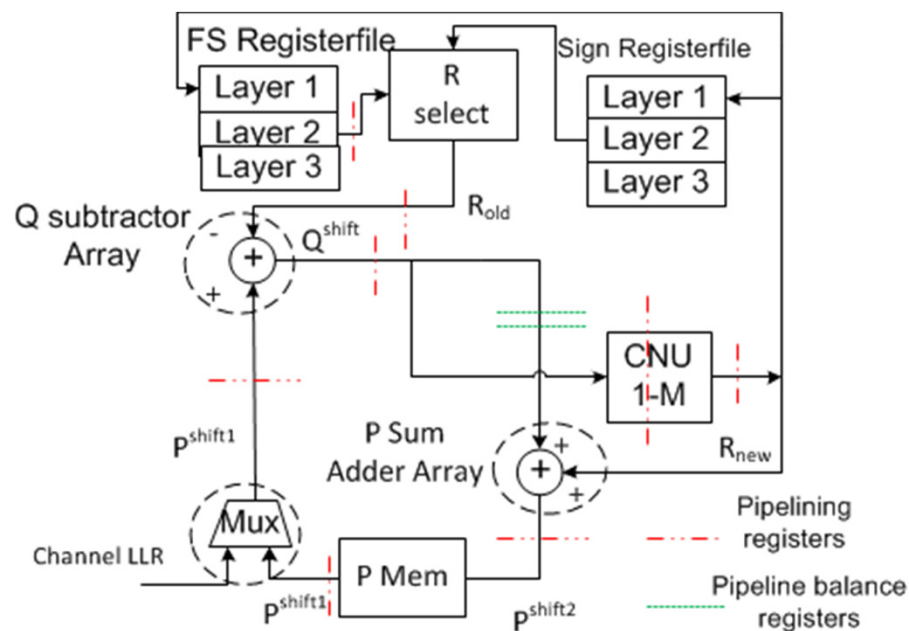 FS Registerfile
Layer 1
Layer 2
Layer 3
R
select
Sign Registerfile
Layer 1
Layer 2
Layer 3
Q subtractor
Array
-
+
+
Q^shift
R_old
CNU
1-M
P^shift1
P Sum
Adder Array
+
+
+
R_new
Mux
Channel LLR
P^shift1
P Mem
P^shift2
Pipelining
registers
Pipeline balance
registers